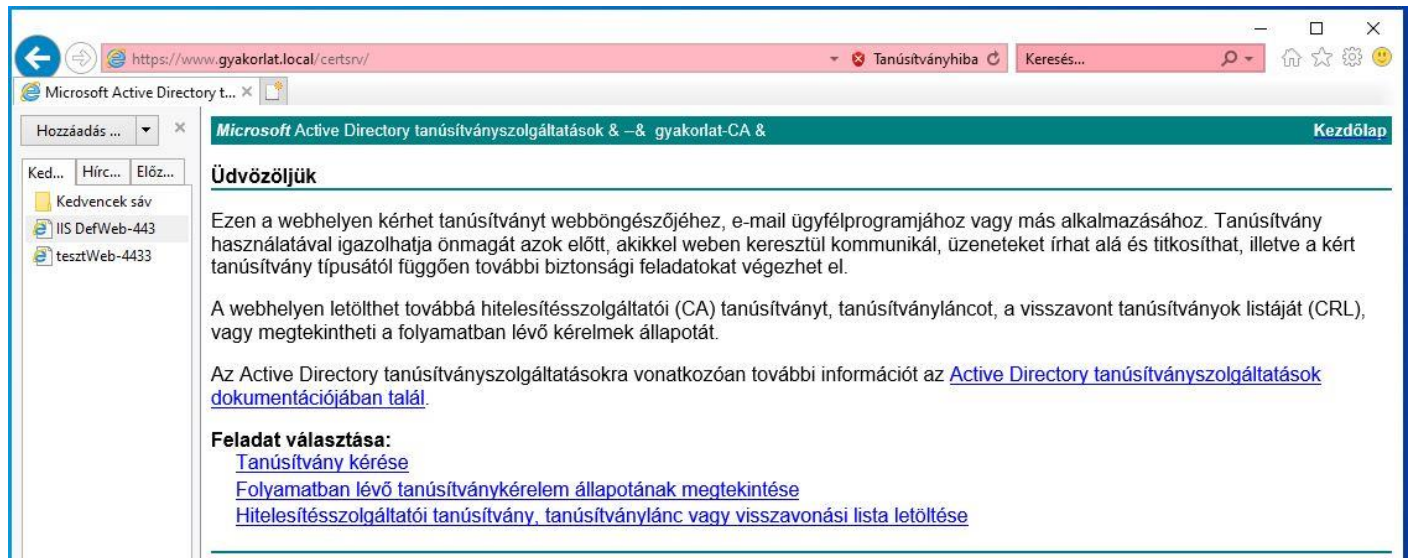 https://www.gyakorlat.local/certsrv/
Tanúsítványhiba
Keresés...
Microsoft Active Directory t...
Hozzáadás ...
Microsoft Active Directory tanúsítványszolgáltatások & –& gyakorlat-CA &
Kezdőlap
Ked...
Hírc...
Előz...
Kedvencek sáv
IIS DefWeb-443
tesztWeb-4433
Üdvözöljük
Ezen a webhelyen kérhet tanúsítványt webböngészőjéhez, e-mail ügyfélprogramjához vagy más alkalmazásához. Tanúsítvány
használatával igazolhatja önmagát azok előtt, akikkel weben keresztül kommunikál, üzeneteket írhat alá és titkosíthat, illetve a kért
tanúsítvány típusától függően további biztonsági feladatokat végezhet el.
A webhelyen letölthet továbbá hitelesítésszolgáltatói (CA) tanúsítványt, tanúsítványláncot, a visszavont tanúsítványok listáját (CRL),
vagy megtekintheti a folyamatban lévő kérelmek állapotát.
Az Active Directory tanúsítványszolgáltatásokra vonatkozóan további információt az Active Directory tanúsítványszolgáltatások
dokumentációjában talál.
Feladat választása:
Tanúsítvány kérése
Folyamatban lévő tanúsítványkérelem állapotának megtekintése
Hitelesítésszolgáltatói tanúsítvány, tanúsítványlánc vagy visszavonási lista letöltése